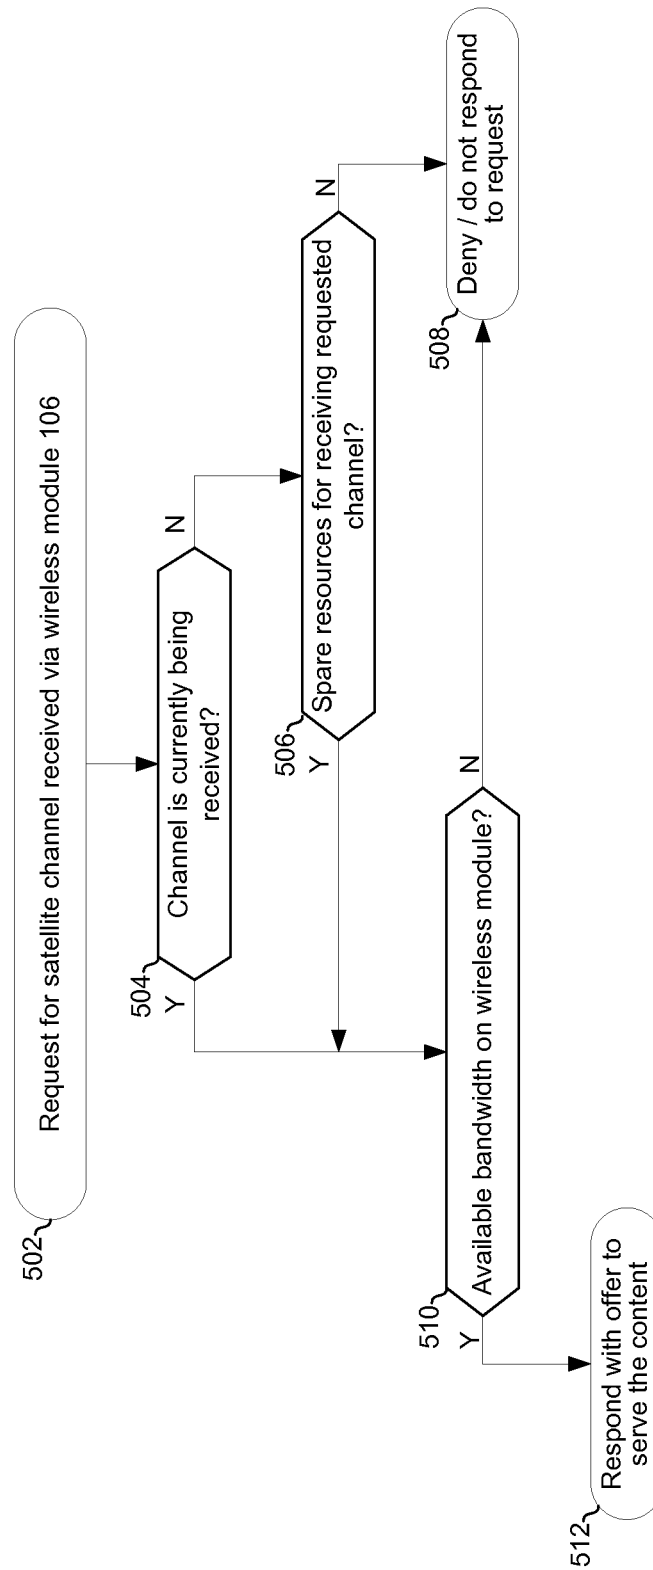 502
Request for satellite channel received via wireless module 106
504
Channel is currently being
received?
Y
N
506
Spare resources for receiving requested
channel?
Y
N
508
Deny / do not respond
to request
510
Available bandwidth on wireless module?
Y
N
512
Respond with offer to
serve the content